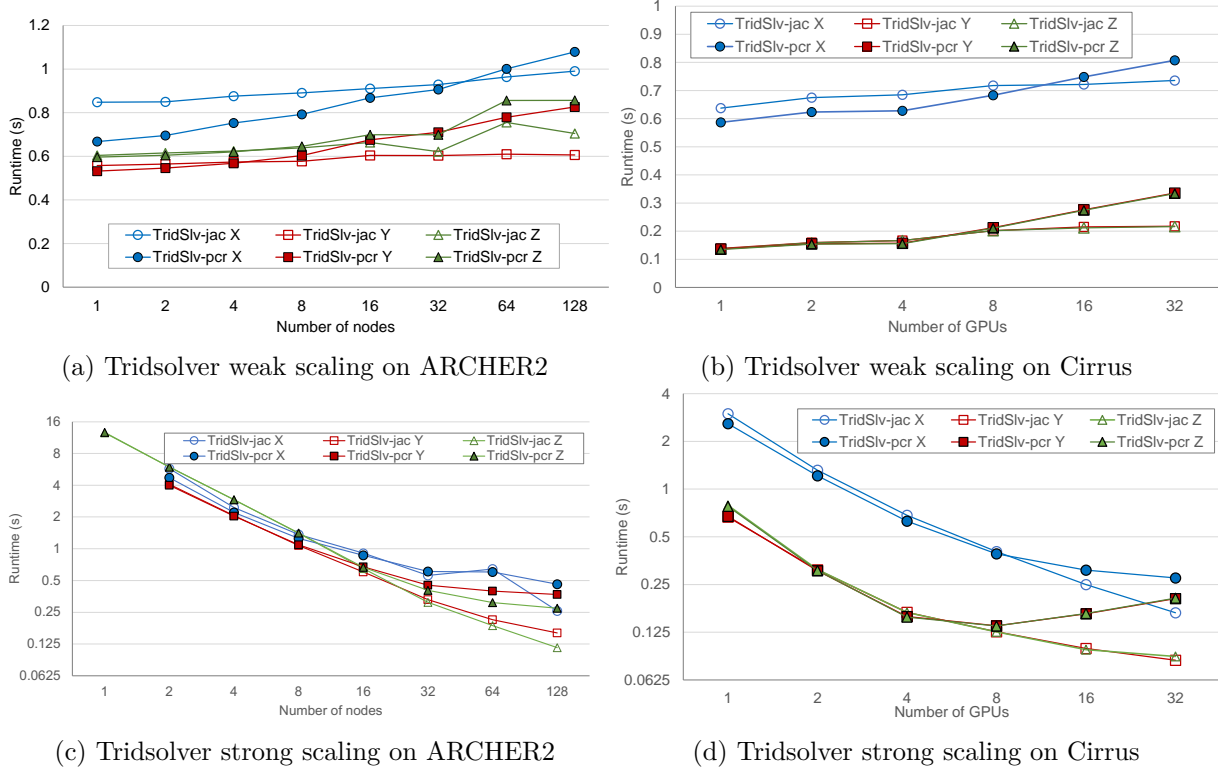 1.2
1
0.8
0.6
0.4
0.2
0
Runtime (s)
TridSlv-jac X TridSlv-jac Y TridSlv-jac Z
TridSlv-pcr X TridSlv-pcr Y TridSlv-pcr Z
1 2 4 8 16 32 64 128
Number of nodes
(a) Tridsolver weak scaling on ARCHER2
1
0.9
0.8
0.7
0.6
0.5
0.4
0.3
0.2
0.1
0
Runtime (s)
TridSlv-jac X TridSlv-jac Y TridSlv-jac Z
TridSlv-pcr X TridSlv-pcr Y TridSlv-pcr Z
1 2 4 8 16 32
Number of GPUs
(b) Tridsolver weak scaling on Cirrus
16
8
4
2
1
0.5
0.25
0.125
0.0625
Runtime (s)
TridSlv-jac X TridSlv-jac Y TridSlv-jac Z
TridSlv-pcr X TridSlv-pcr Y TridSlv-pcr Z
1 2 4 8 16 32 64 128
Number of nodes
(c) Tridsolver strong scaling on ARCHER2
4
2
1
0.5
0.25
0.125
0.0625
Runtime (s)
TridSlv-jac X TridSlv-jac Y TridSlv-jac Z
TridSlv-pcr X TridSlv-pcr Y TridSlv-pcr Z
1 2 4 8 16 32
Number of GPUs
(d) Tridsolver strong scaling on Cirrus